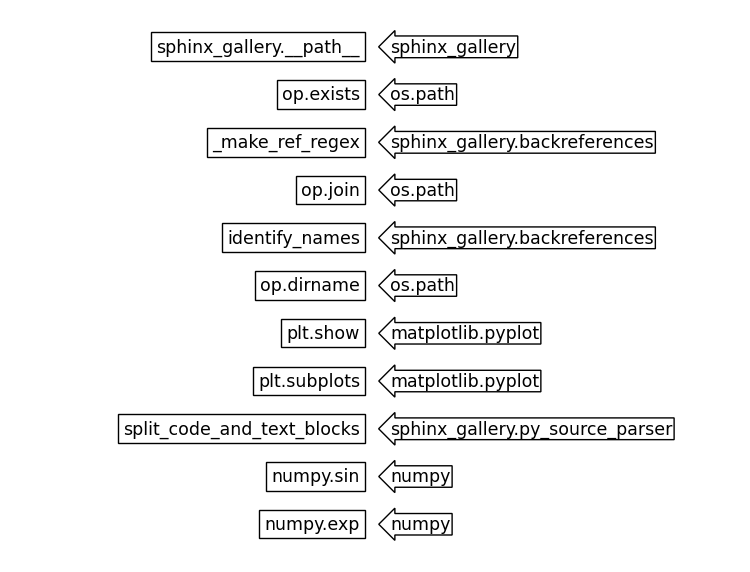 sphinx_gallery.__path__ sphinx_gallery
op.exists os.path
_make_ref_regex sphinx_gallery.backreferences
op.join os.path
identify_names sphinx_gallery.backreferences
op.dirname os.path
plt.show matplotlib.pyplot
plt.subplots matplotlib.pyplot
split_code_and_text_blocks sphinx_gallery.py_source_parser
numpy.sin numpy
numpy.exp numpy